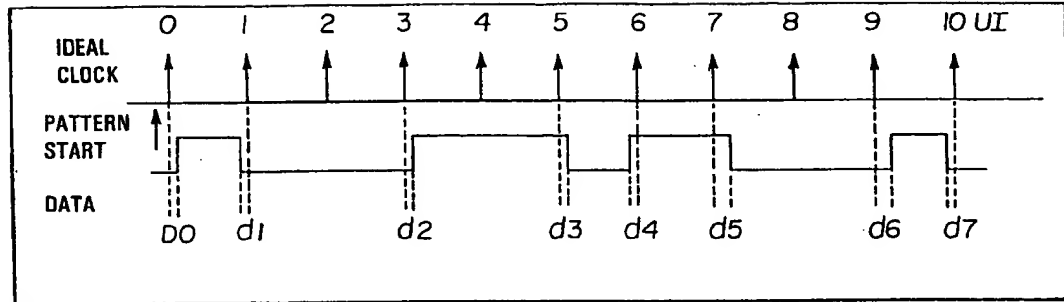 0 1 2 3 4 5 6 7 8 9 10 UI
IDEAL
CLOCK
PATTERN
START
DATA
DO d1 d2 d3 d4 d5 d6 d7